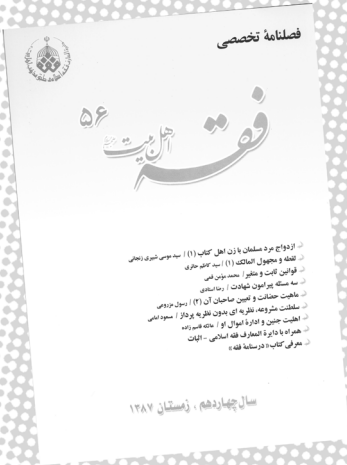 فصلنامهٔ تخصصی
۵۶
فقه اهل بیت
ازدواج مرد مسلمان با زن اهل کتاب (۱) / سید موسی شبیری زنجانی
لقطه و مجهول المالک (۱) / سید کاظم حائری
قوانین ثابت و متغیر / محمد مؤمن قمی
سه مسئله پیرامون شهادت / رضا استادی
ماهیت حضانت و تعیین صاحبان آن (۲) / رسول مزروعی
سلطنت مشروعه، نظریه ای بدون نظریه پرداز / مسعود امامی
اهلیت جنین و ادارهٔ اموال او / مالکه قاسم زاده
همراه با دایرة المعارف فقه اسلامی - اثبات
معرفی کتاب «درسنامهٔ فقه»
سال چهاردهم . زمستان ۱۳۸۷